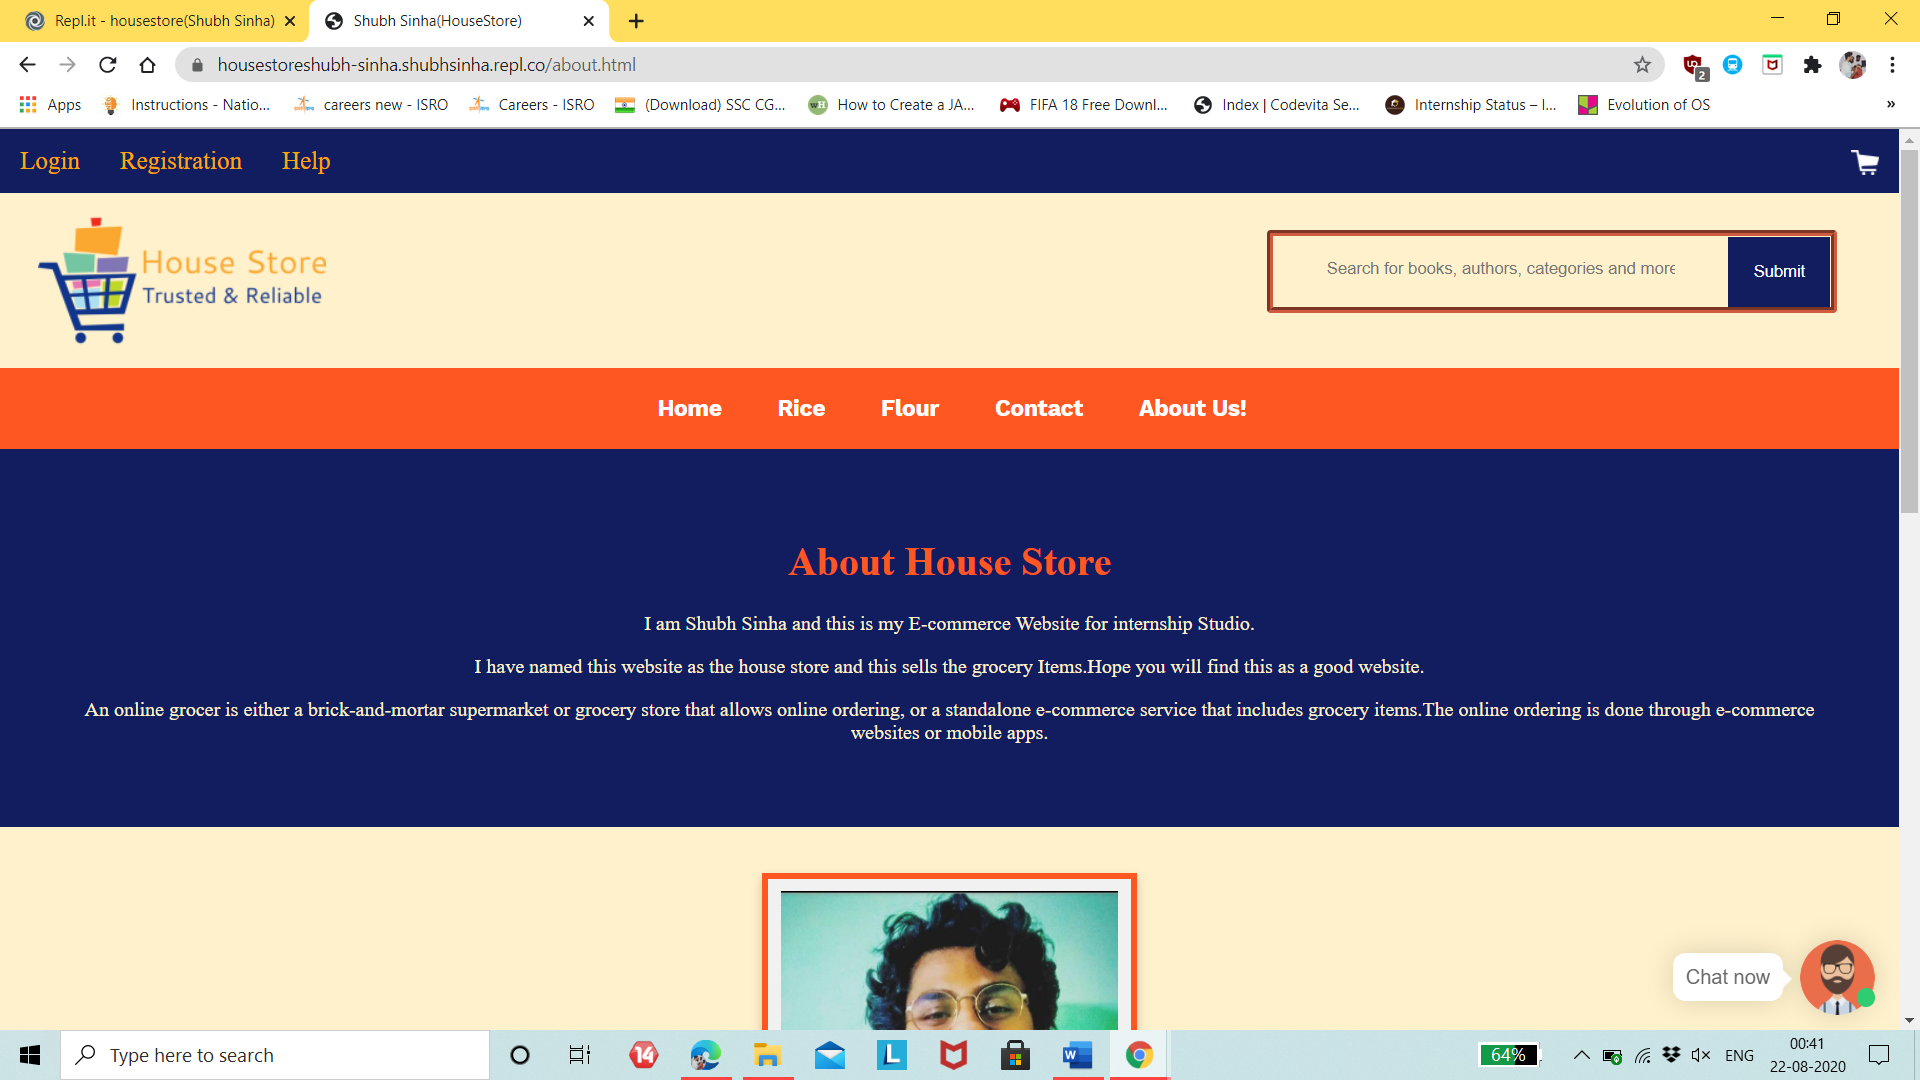 Repl.it - housestore(Shubh Sinha)
Shubh Sinha(HouseStore)
housestoreshubh-sinha.shubhsinha.repl.co/about.html
2
Apps
Instructions - Natio...
careers new - ISRO
Careers - ISRO
(Download) SSC CG...
How to Create a JA...
FIFA 18 Free Downl...
Index | Codevita Se...
Internship Status – I...
Evolution of OS
»
Login
Registration
Help
House Store
Trusted & Reliable
Search for books, authors, categories and more
Submit
Home
Rice
Flour
Contact
About Us!
About House Store
I am Shubh Sinha and this is my E-commerce Website for internship Studio.
I have named this website as the house store and this sells the grocery Items.Hope you will find this as a good website.
An online grocer is either a brick-and-mortar supermarket or grocery store that allows online ordering, or a standalone e-commerce service that includes grocery items.The online ordering is done through e-commerce
websites or mobile apps.
Chat now
Type here to search
14
L
W
64%
ENG
00:41
22-08-2020